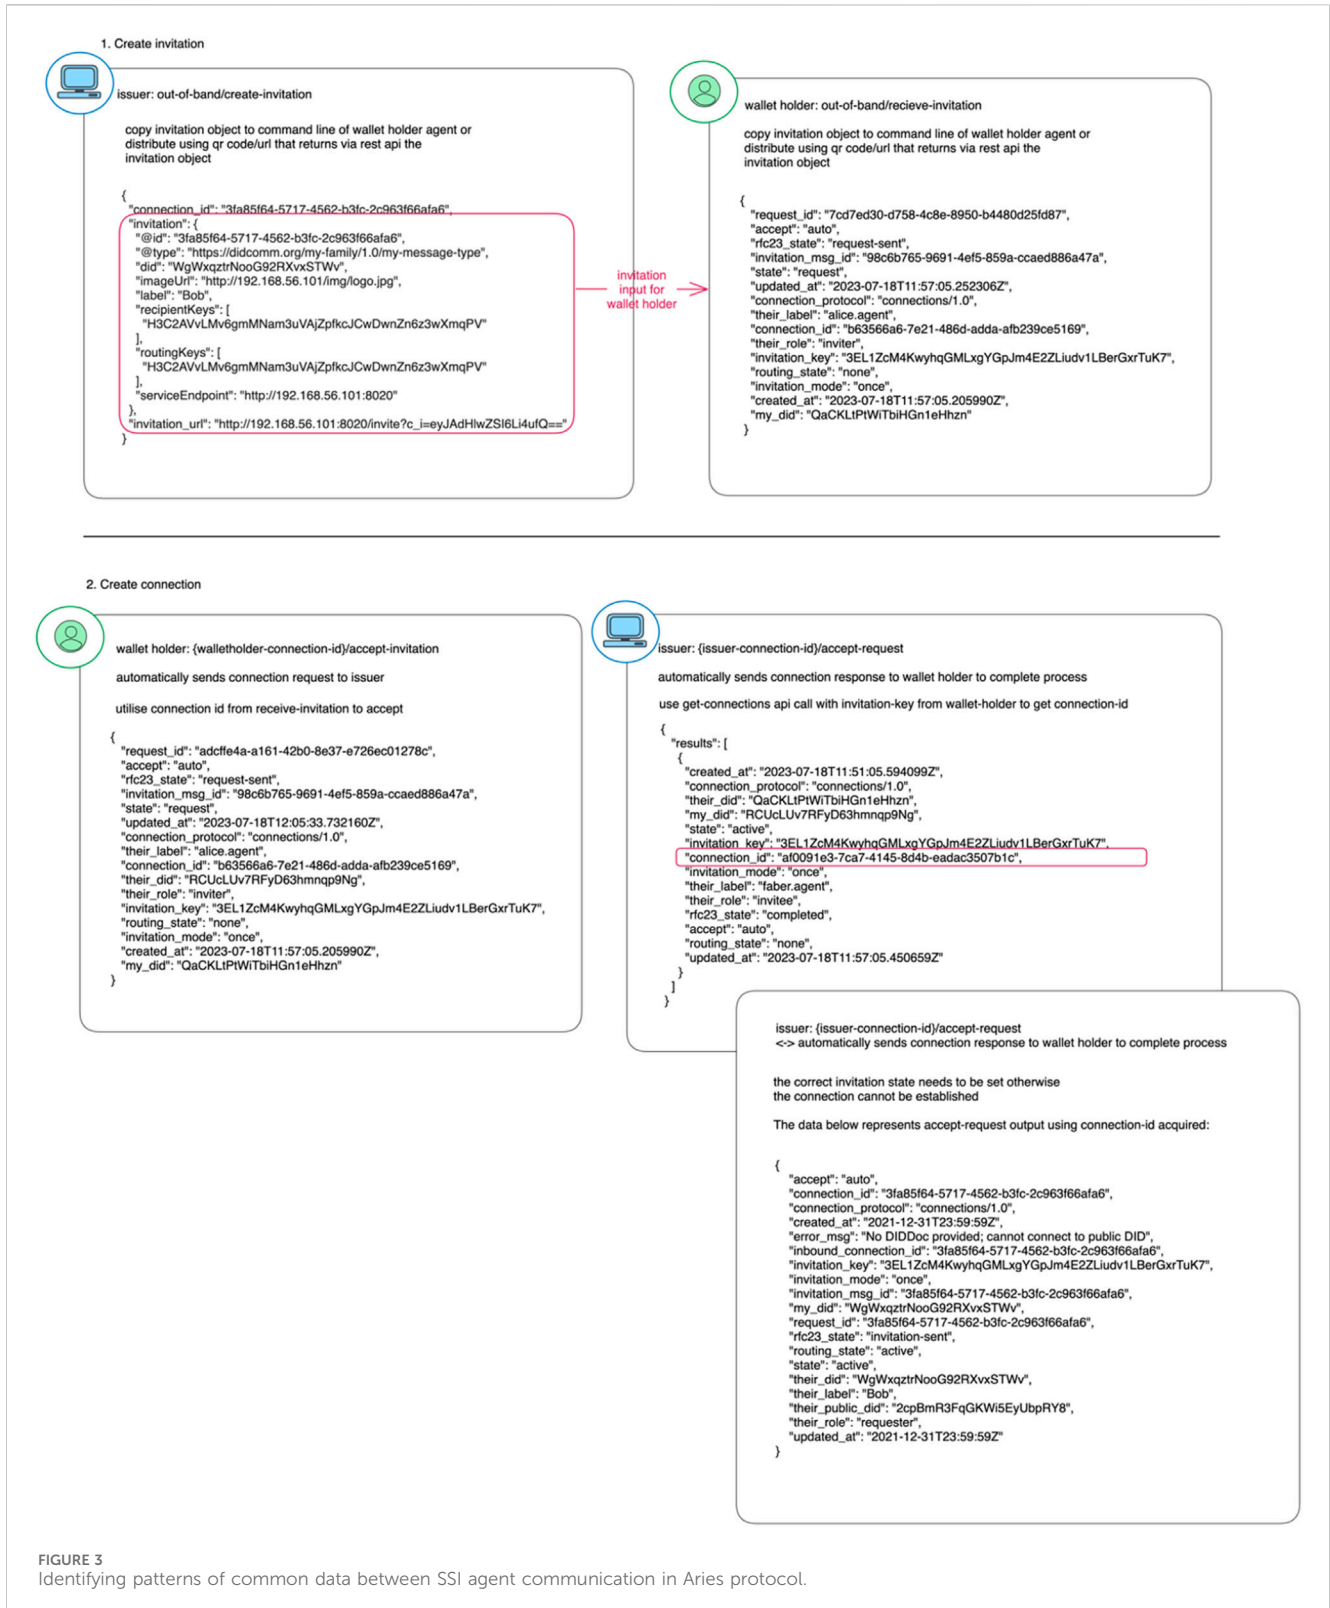 1. Create invitation
issuer: out-of-band/create-invitation
copy invitation object to command line of wallet holder agent or
distribute using qr code/url that returns via rest api the
invitation object
{
"connection_id": "3fa85f64-5717-4562-b3fc-2c963f66afa6",
"invitation": {
"@id": "3fa85f64-5717-4562-b3fc-2c963f66afa6",
"@type": "https://didcomm.org/my-family/1.0/my-message-type",
"did": "WgWxqztrNooG92RXvxSTWv",
"imageUrl": "http://192.168.56.101/img/logo.jpg",
"label": "Bob",
"recipientKeys": [
"H3C2AVvLMv6gmMNam3uVAjZpfkcJCwDwnZn6z3wXmqPV"
],
"routingKeys": [
"H3C2AVvLMv6gmMNam3uVAjZpfkcJCwDwnZn6z3wXmqPV"
],
"serviceEndpoint": "http://192.168.56.101:8020"
},
"invitation_url": "http://192.168.56.101:8020/invite?c_i=eyJAdHlwZSI6Li4ufQ=="
}
invitation
input for
wallet holder
wallet holder: out-of-band/recieve-invitation
copy invitation object to command line of wallet holder agent or
distribute using qr code/url that returns via rest api the
invitation object
{
"request_id": "7cd7ed30-d758-4c8e-8950-b4480d25fd87",
"accept": "auto",
"rfc23_state": "request-sent",
"invitation_msg_id": "98c6b765-9691-4ef5-859a-ccaed886a47a",
"state": "request",
"updated_at": "2023-07-18T11:57:05.252306Z",
"connection_protocol": "connections/1.0",
"their_label": "alice.agent",
"connection_id": "b63566a6-7e21-486d-adda-afb239ce5169",
"their_role": "inviter",
"invitation_key": "3EL1ZcM4KwyhqGMLxgYGpJm4E2ZLiudv1LBerGxrTuK7",
"routing_state": "none",
"invitation_mode": "once",
"created_at": "2023-07-18T11:57:05.205990Z",
"my_did": "QaCKLtPtWiTbiHGn1eHhzn"
}
2. Create connection
wallet holder: {walletholder-connection-id}/accept-invitation
automatically sends connection request to issuer
utilise connection id from receive-invitation to accept
{
"request_id": "adcffe4a-a161-42b0-8e37-e726ec01278c",
"accept": "auto",
"rfc23_state": "request-sent",
"invitation_msg_id": "98c6b765-9691-4ef5-859a-ccaed886a47a",
"state": "request",
"updated_at": "2023-07-18T12:05:33.732160Z",
"connection_protocol": "connections/1.0",
"their_label": "alice.agent",
"connection_id": "b63566a6-7e21-486d-adda-afb239ce5169",
"their_did": "RCUcLUv7RFyD63hmnqp9Ng",
"their_role": "inviter",
"invitation_key": "3EL1ZcM4KwyhqGMLxgYGpJm4E2ZLiudv1LBerGxrTuK7",
"routing_state": "none",
"invitation_mode": "once",
"created_at": "2023-07-18T11:57:05.205990Z",
"my_did": "QaCKLtPtWiTbiHGn1eHhzn"
}
issuer: {issuer-connection-id}/accept-request
automatically sends connection response to wallet holder to complete process
use get-connections api call with invitation-key from wallet-holder to get connection-id
{
"results": [
{
"created_at": "2023-07-18T11:51:05.594099Z",
"connection_protocol": "connections/1.0",
"their_did": "QaCKLtPtWiTbiHGn1eHhzn",
"my_did": "RCUcLUv7RFyD63hmnqp9Ng",
"state": "active",
"invitation_key": "3EL1ZcM4KwyhqGMLxgYGpJm4E2ZLiudv1LBerGxrTuK7",
"connection_id": "af0091e3-7ca7-4145-8d4b-eadac3507b1c",
"invitation_mode": "once",
"their_label": "faber.agent",
"their_role": "invitee",
"rfc23_state": "completed",
"accept": "auto",
"routing_state": "none",
"updated_at": "2023-07-18T11:57:05.450659Z"
}
]
}
issuer: {issuer-connection-id}/accept-request
<-> automatically sends connection response to wallet holder to complete process
the correct invitation state needs to be set otherwise
the connection cannot be established
The data below represents accept-request output using connection-id acquired:
{
"accept": "auto",
"connection_id": "3fa85f64-5717-4562-b3fc-2c963f66afa6",
"connection_protocol": "connections/1.0",
"created_at": "2021-12-31T23:59:59Z",
"error_msg": "No DIDDoc provided; cannot connect to public DID",
"inbound_connection_id": "3fa85f64-5717-4562-b3fc-2c963f66afa6",
"invitation_key": "3EL1ZcM4KwyhqGMLxgYGpJm4E2ZLiudv1LBerGxrTuK7",
"invitation_mode": "once",
"invitation_msg_id": "3fa85f64-5717-4562-b3fc-2c963f66afa6",
"my_did": "WgWxqztrNooG92RXvxSTWv",
"request_id": "3fa85f64-5717-4562-b3fc-2c963f66afa6",
"rfc23_state": "invitation-sent",
"routing_state": "active",
"state": "active",
"their_did": "WgWxqztrNooG92RXvxSTWv",
"their_label": "Bob",
"their_public_did": "2cpBmR3FqGKWi5EyUbpRY8",
"their_role": "requester",
"updated_at": "2021-12-31T23:59:59Z"
}
FIGURE 3
Identifying patterns of common data between SSI agent communication in Aries protocol.